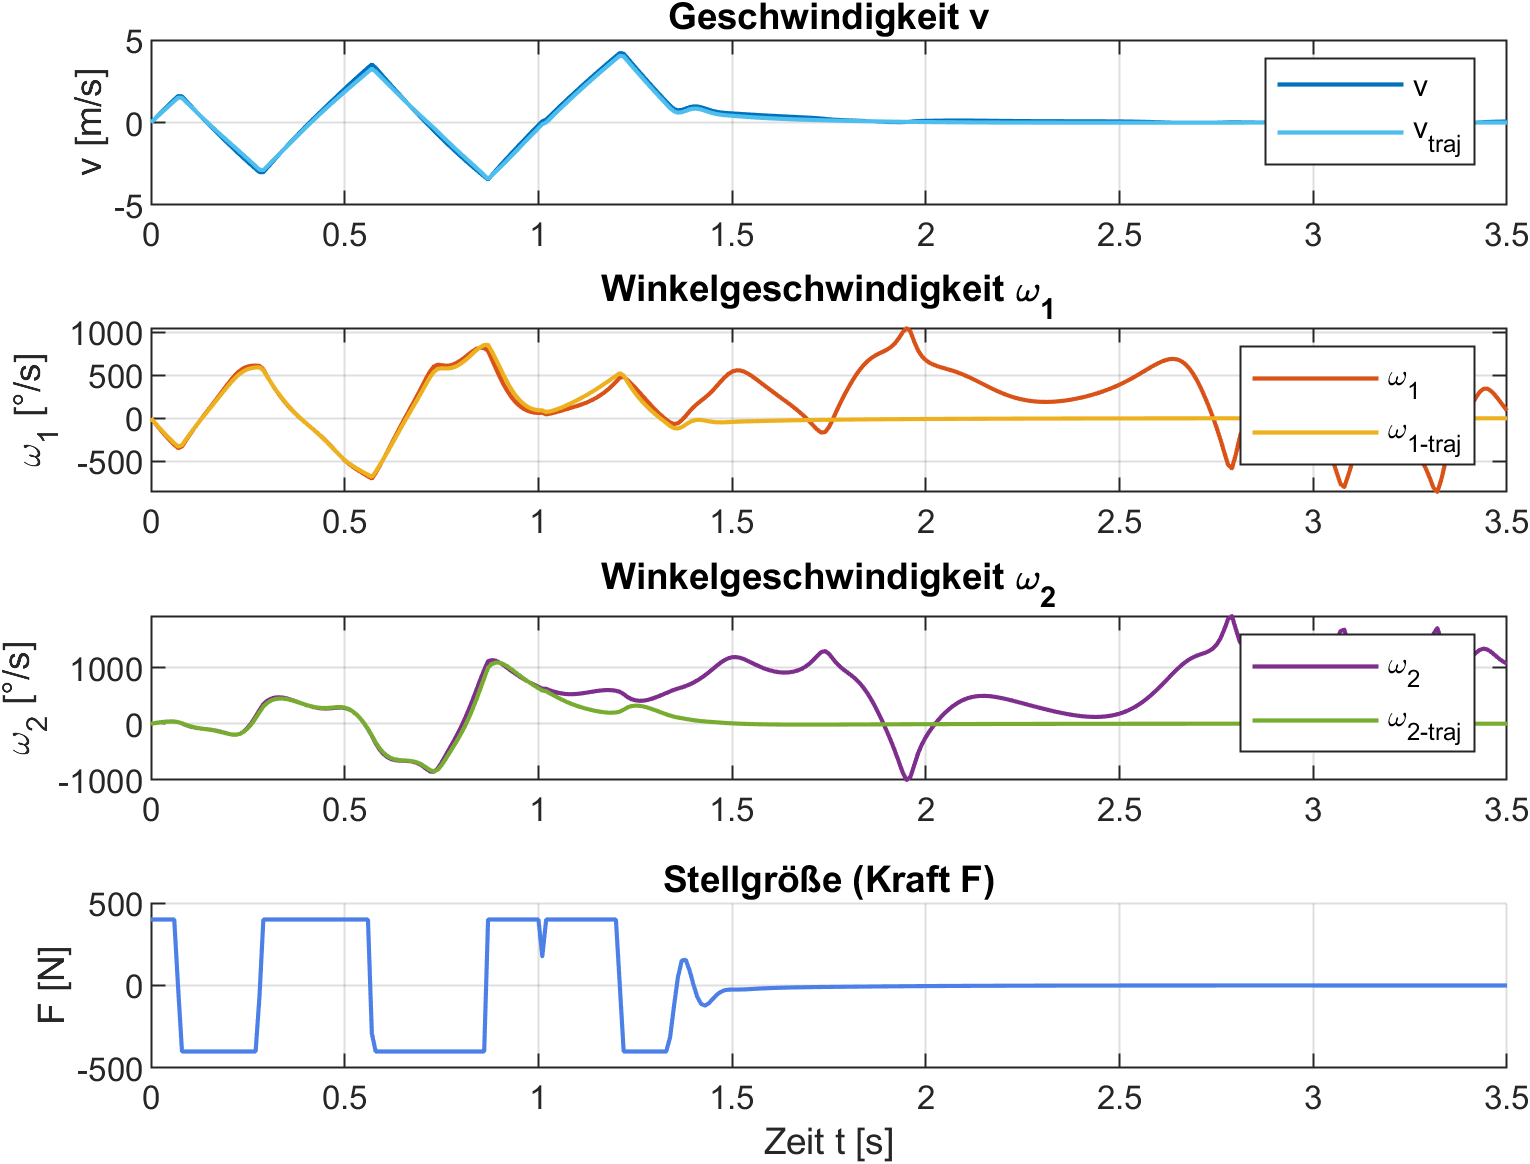 Geschwindigkeit v
v [m/s]
5
0
-5
v
v_traj
0 0.5 1 1.5 2 2.5 3 3.5
Winkelgeschwindigkeit ω_1
ω_1 [°/s]
1000
500
0
-500
ω_1
ω_1-traj
0 0.5 1 1.5 2 2.5 3 3.5
Winkelgeschwindigkeit ω_2
ω_2 [°/s]
1000
0
-1000
ω_2
ω_2-traj
0 0.5 1 1.5 2 2.5 3 3.5
Stellgröße (Kraft F)
F [N]
500
0
-500
0 0.5 1 1.5 2 2.5 3 3.5
Zeit t [s]